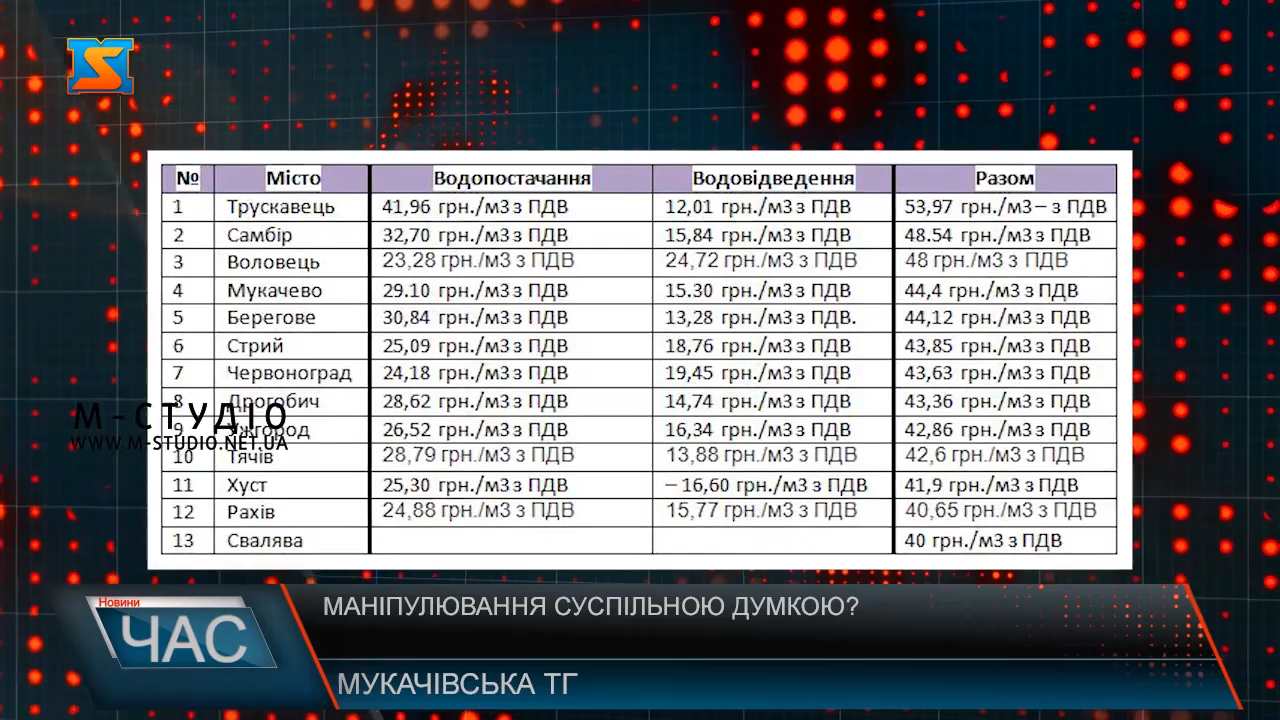 № Місто Водопостачання Водовідведення Разом
1 Трускавець 41,96 грн./м3 з ПДВ 12,01 грн./м3 з ПДВ 53,97 грн./м3 – з ПДВ
2 Самбір 32,70 грн./м3 з ПДВ 15,84 грн./м3 з ПДВ 48.54 грн./м3 з ПДВ
3 Воловець 23,28 грн./м3 з ПДВ 24,72 грн./м3 з ПДВ 48 грн./м3 з ПДВ
4 Мукачево 29.10 грн./м3 з ПДВ 15.30 грн./м3 з ПДВ 44,4 грн./м3 з ПДВ
5 Берегове 30,84 грн./м3 з ПДВ 13,28 грн./м3 з ПДВ. 44,12 грн./м3 з ПДВ
6 Стрий 25,09 грн./м3 з ПДВ 18,76 грн./м3 з ПДВ 43,85 грн./м3 з ПДВ
7 Червоноград 24,18 грн./м3 з ПДВ 19,45 грн./м3 з ПДВ 43,63 грн./м3 з ПДВ
8 Дрогобич 28,62 грн./м3 з ПДВ 14,74 грн./м3 з ПДВ 43,36 грн./м3 з ПДВ
М-СТУДІО
9 Ужгород 26,52 грн./м3 з ПДВ 16,34 грн./м3 з ПДВ 42,86 грн./м3 з ПДВ
WWW.M-STUDIO.NET.UA
10 Тячів 28,79 грн./м3 з ПДВ 13,88 грн./м3 з ПДВ 42,6 грн./м3 з ПДВ
11 Хуст 25,30 грн./м3 з ПДВ – 16,60 грн./м3 з ПДВ 41,9 грн./м3 з ПДВ
12 Рахів 24,88 грн./м3 з ПДВ 15,77 грн./м3 з ПДВ 40,65 грн./м3 з ПДВ
13 Свалява 40 грн./м3 з ПДВ
Новини
ЧАС
МАНІПУЛЮВАННЯ СУСПІЛЬНОЮ ДУМКОЮ?
МУКАЧІВСЬКА ТГ